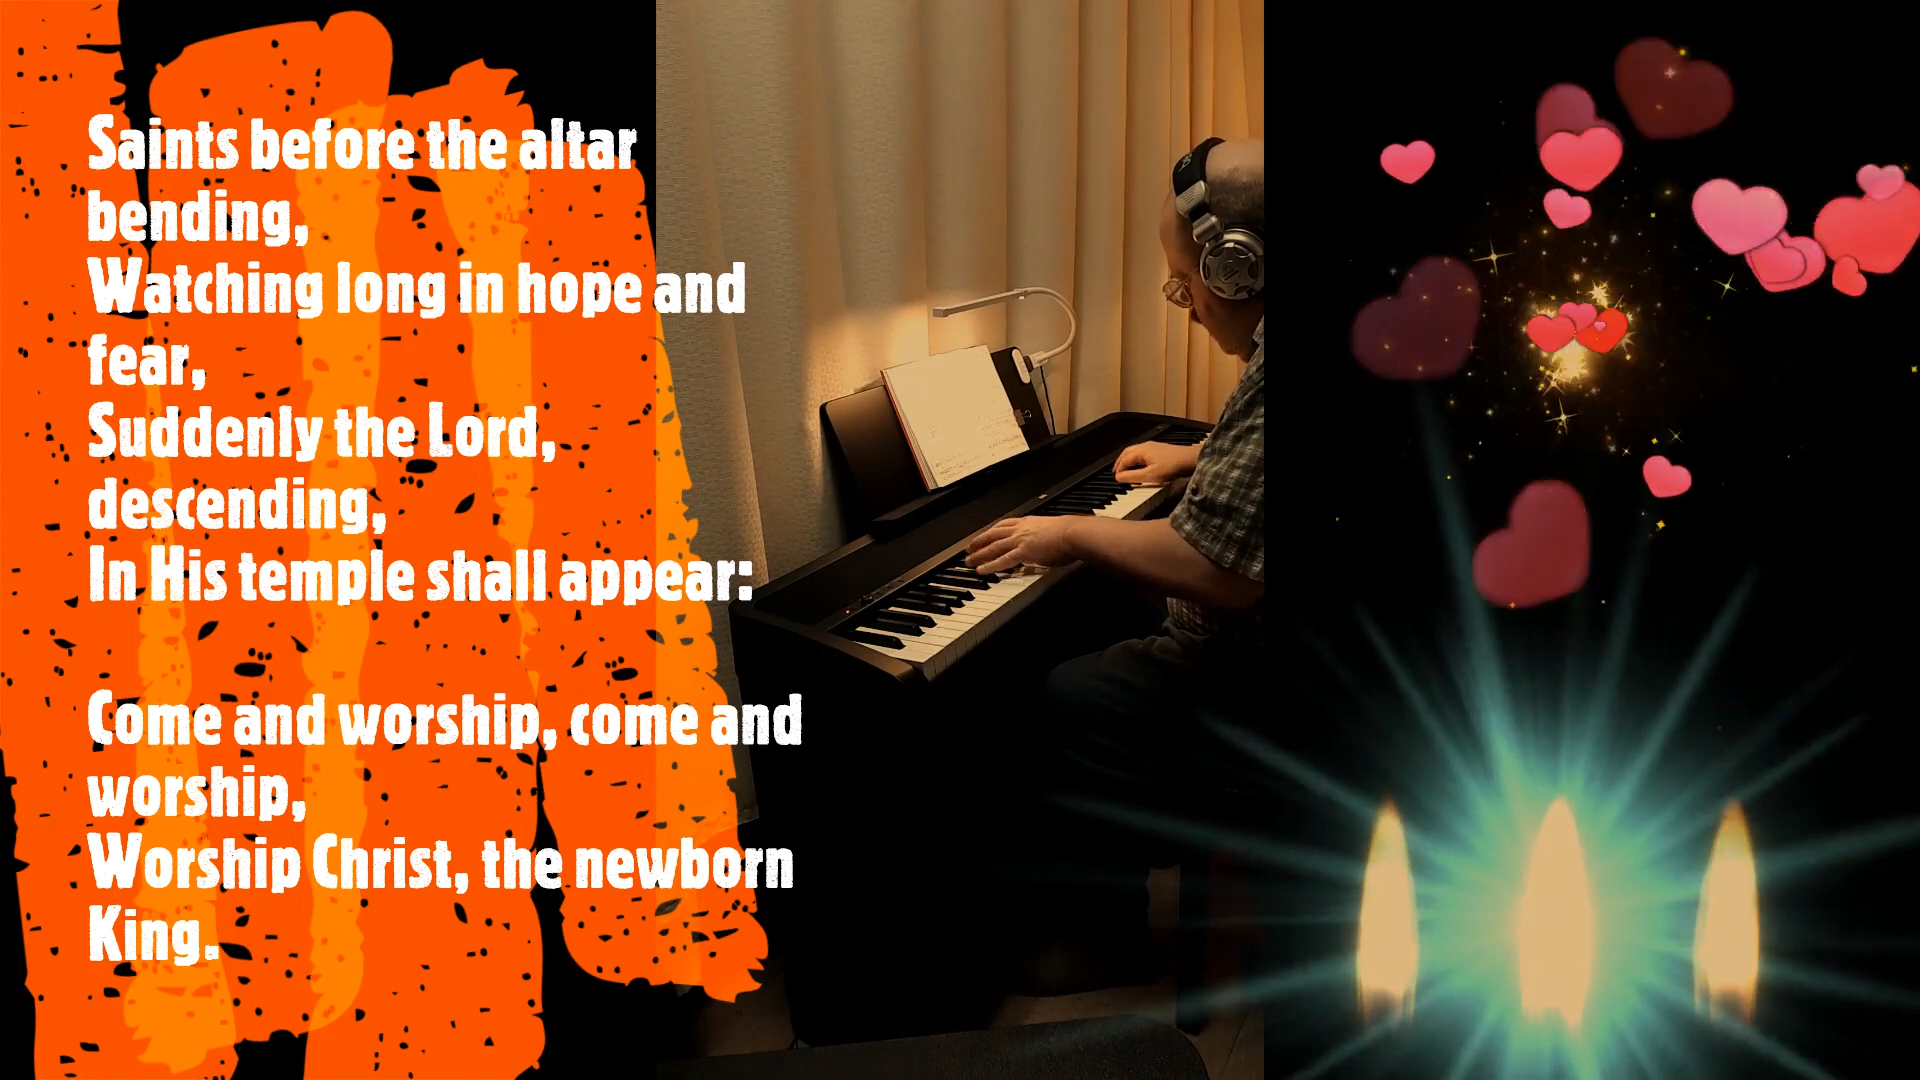 Saints before the altar
bending,
Watching long in hope and
fear,
Suddenly the Lord,
descending,
In His temple shall appear:
Come and worship, come and
worship,
Worship Christ, the newborn
King.